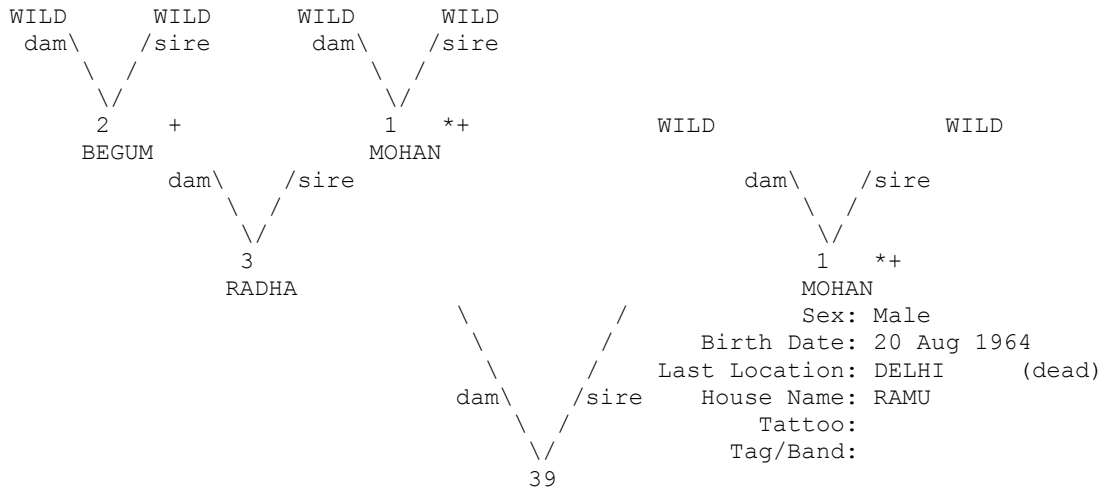 WILD WILD WILD WILD
dam\ /sire dam\ /sire
\ / \ /
\/ \/
2 + 1 *+ WILD WILD
BEGUM MOHAN
dam\ /sire dam\ /sire
\ / \ /
\/ \/
3 1 *+
RADHA MOHAN
\ / Sex: Male
\ / Birth Date: 20 Aug 1964
\ / Last Location: DELHI (dead)
dam\ /sire House Name: RAMU
\ / Tattoo:
\/ Tag/Band:
39